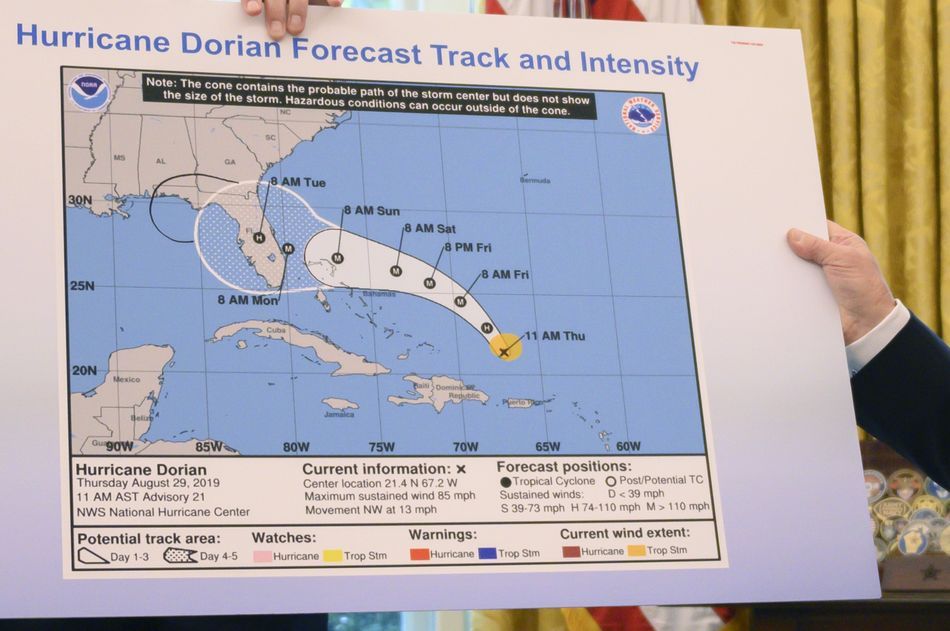 Hurricane Dorian Forecast Track and Intensity
NOAA
Note: The cone contains the probable path of the storm center but does not show
the size of the storm. Hazardous conditions can occur outside of the cone.
NC
SC
MS
AL
GA
Bermuda
8 AM Tue
30N
8 AM Sun
8 AM Sat
FL
H
M
M
8 PM Fri
M
M
8 AM Fri
25N
8 AM Mon
Bahamas
M
H
11 AM Thu
Cuba
20N
Mexico
Haiti
Dominican
Republic
Jamaica
Belize
90W
85W
80W
75W
70W
65W
60W
Hurricane Dorian
Thursday August 29, 2019
11 AM AST Advisory 21
NWS National Hurricane Center
Current information: x
Center location 21.4 N 67.2 W
Maximum sustained wind 85 mph
Movement NW at 13 mph
Forecast positions:
Tropical Cyclone Post/Potential TC
Sustained winds: D < 39 mph
S 39-73 mph H 74-110 mph M > 110 mph
Potential track area:
Day 1-3 Day 4-5
Watches:
Hurricane Trop Stm
Warnings:
Hurricane Trop Stm
Current wind extent:
Hurricane Trop Stm